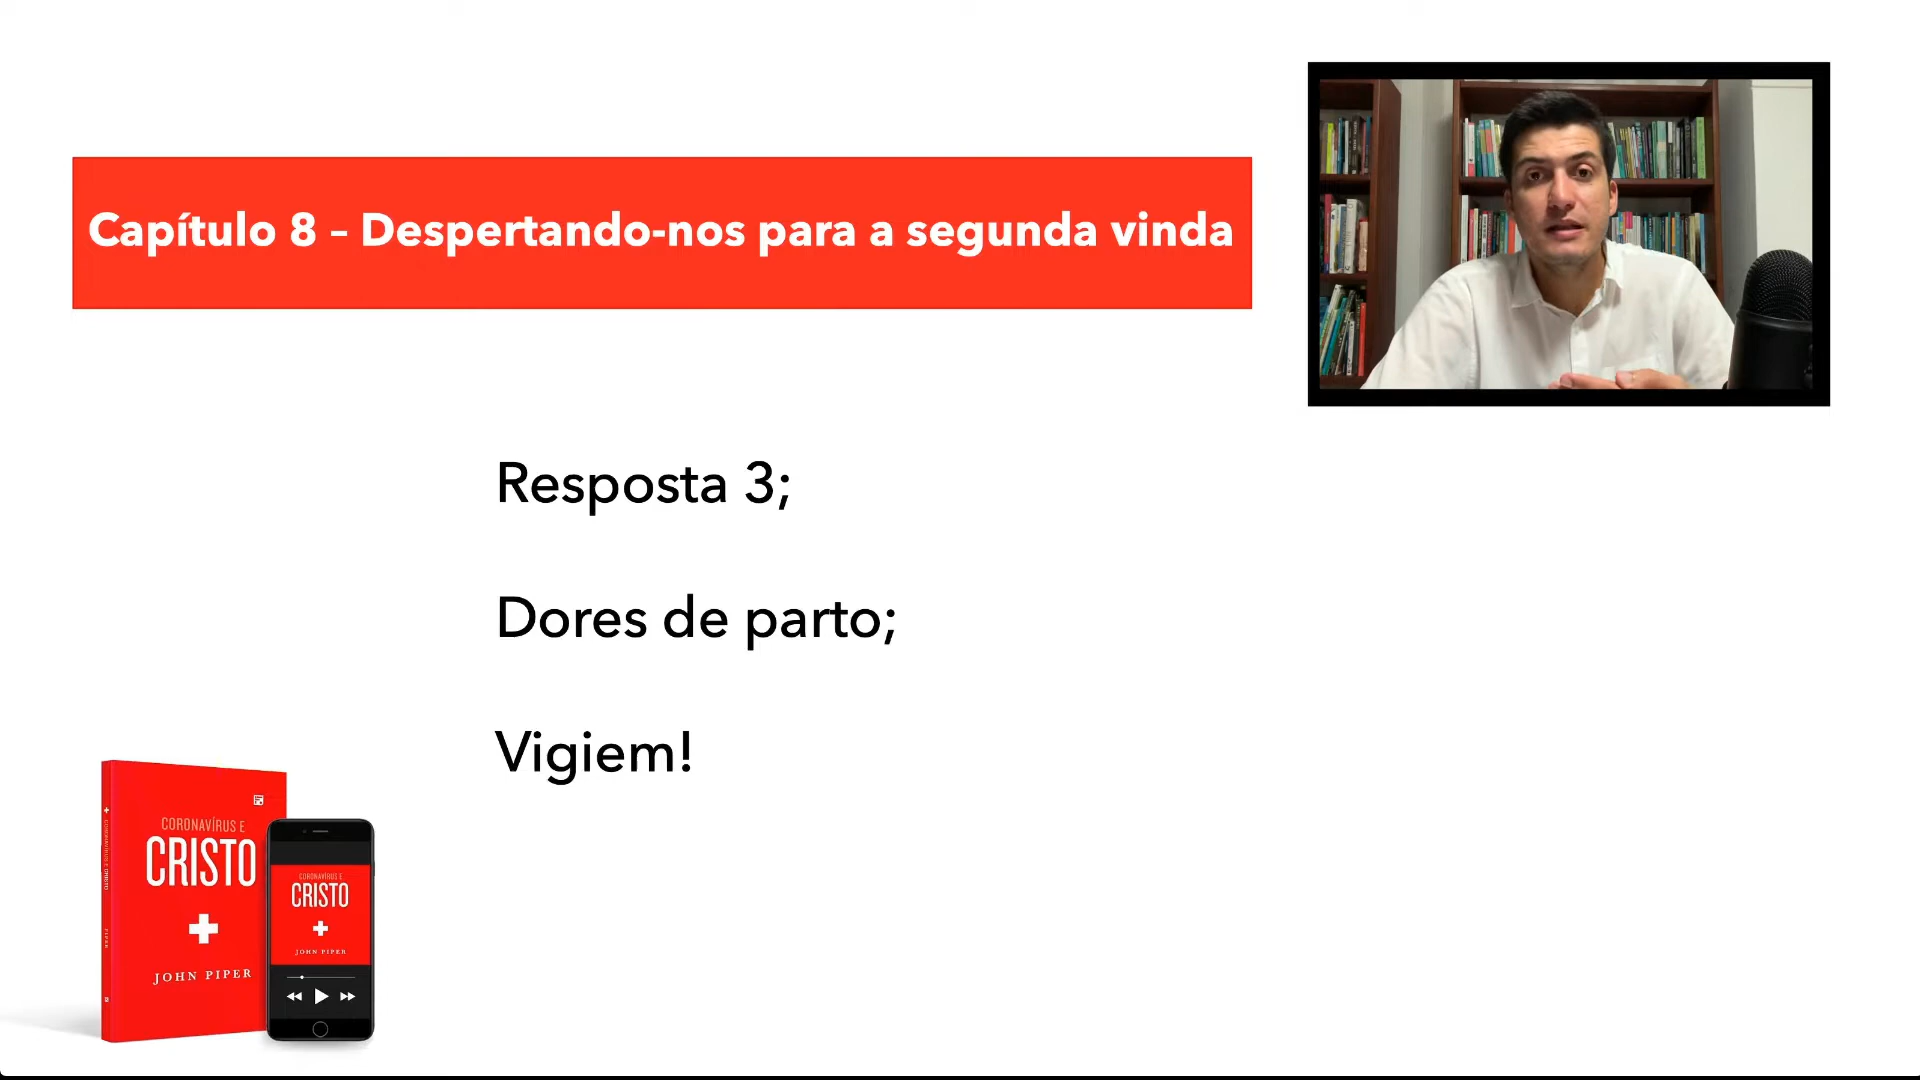 Capítulo 8 – Despertando-nos para a segunda vinda
Resposta 3;
Dores de parto;
Vigiem!
CORONAVÍRUS E
CRISTO
JOHN PIPER
CORONAVÍRUS E
CRISTO
JOHN PIPER